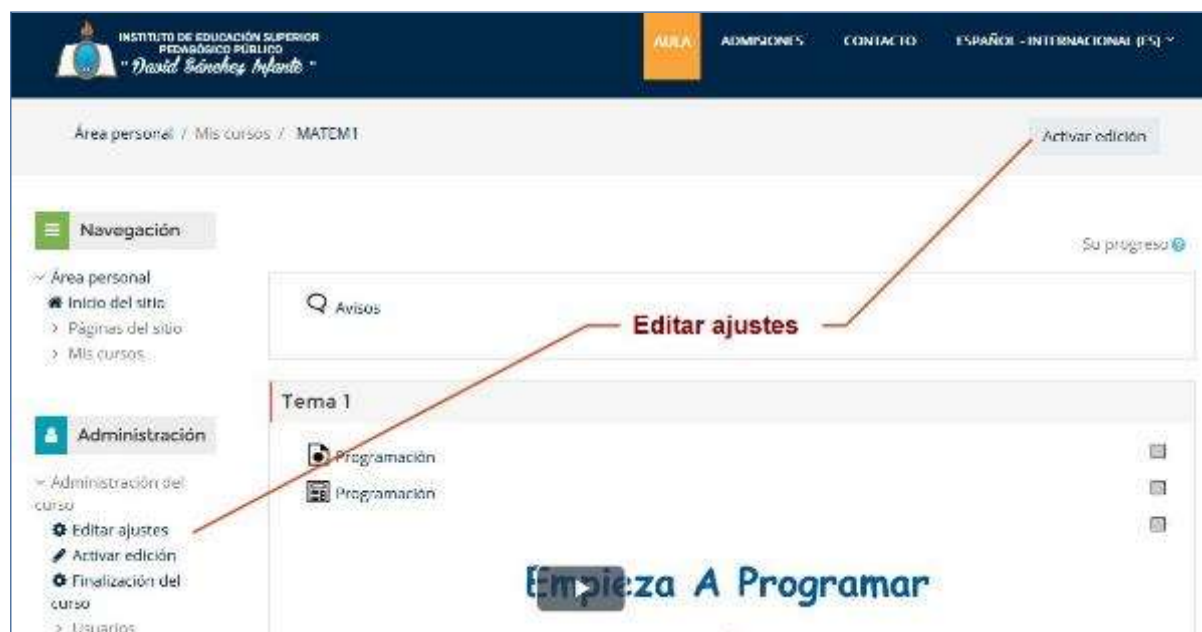 INSTITUTO DE EDUCACIÓN SUPERIOR
PEDAGÓGICO PÚBLICO
" David Sánchez Infante "
AULA
ADMISIONES
CONTACTO
ESPAÑOL - INTERNACIONAL (ES)
Área personal / Mis cursos / MATEM1
Activar edición
Navegación
Su progreso
Área personal
Inicio del sitio
Páginas del sitio
Mis cursos
Avisos
Editar ajustes
Tema 1
Administración
Programación
Administración del
curso
Programación
Editar ajustes
Activar edición
Finalización del
curso
Usuarios
Empieza A Programar